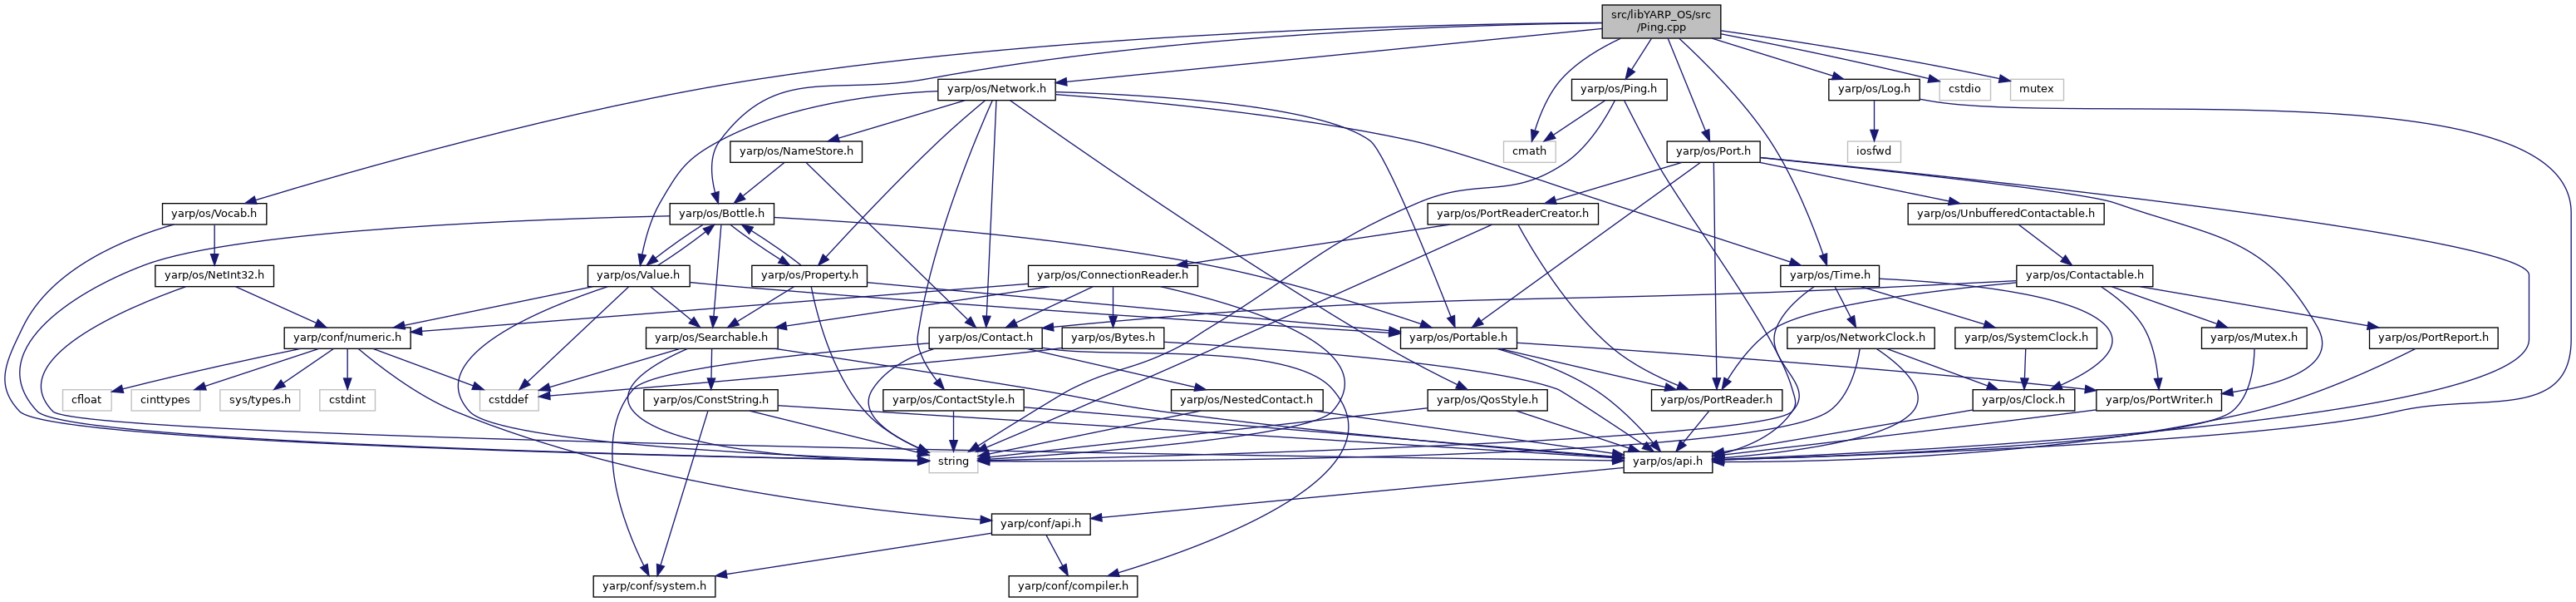 src/libYARP_OS/src
/Ping.cpp
yarp/os/Network.h
yarp/os/Ping.h
yarp/os/Log.h
cstdio
mutex
yarp/os/NameStore.h
cmath
yarp/os/Port.h
iosfwd
yarp/os/Vocab.h
yarp/os/Bottle.h
yarp/os/PortReaderCreator.h
yarp/os/UnbufferedContactable.h
yarp/os/NetInt32.h
yarp/os/Value.h
yarp/os/Property.h
yarp/os/ConnectionReader.h
yarp/os/Time.h
yarp/os/Contactable.h
yarp/conf/numeric.h
yarp/os/Searchable.h
yarp/os/Contact.h
yarp/os/Bytes.h
yarp/os/Portable.h
yarp/os/NetworkClock.h
yarp/os/SystemClock.h
yarp/os/Mutex.h
yarp/os/PortReport.h
cfloat
cinttypes
sys/types.h
cstdint
cstddef
yarp/os/ConstString.h
yarp/os/ContactStyle.h
yarp/os/NestedContact.h
yarp/os/QosStyle.h
yarp/os/PortReader.h
yarp/os/Clock.h
yarp/os/PortWriter.h
string
yarp/os/api.h
yarp/conf/api.h
yarp/conf/system.h
yarp/conf/compiler.h